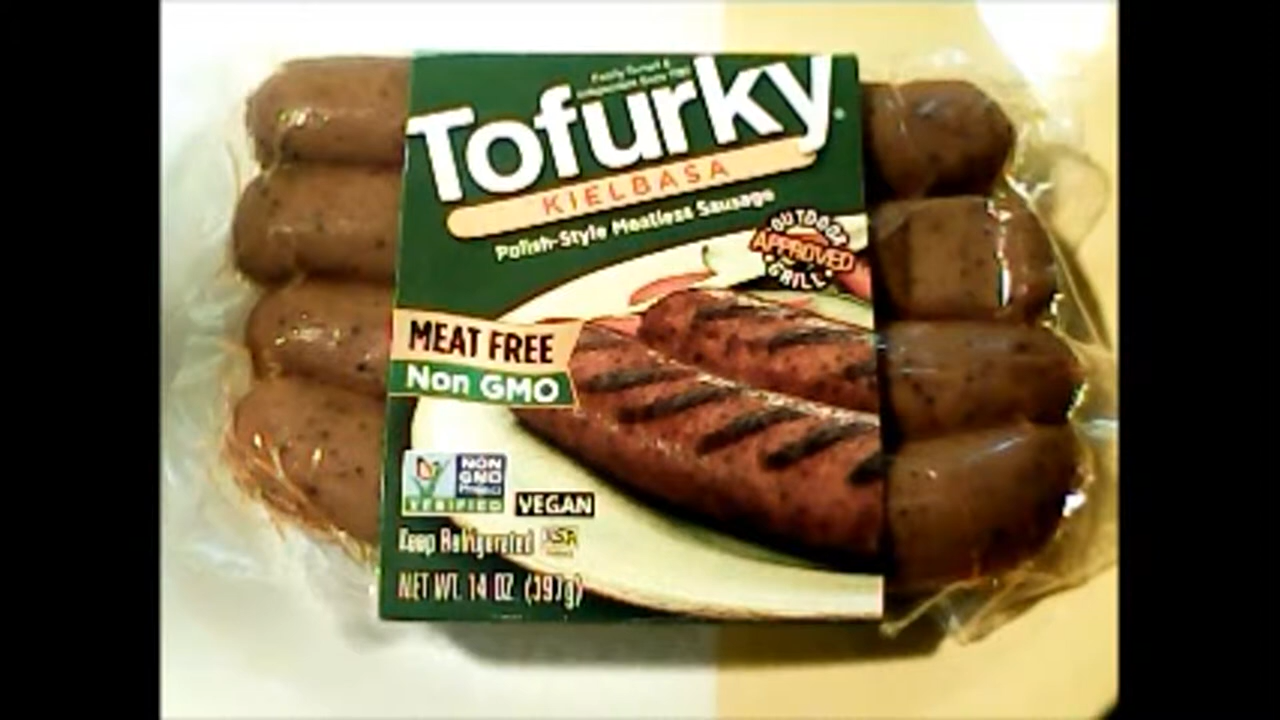 Tofurky
KIELBASA
Polish-Style Meatless Sausage
OUTDOOR
APPROVED
GRILL
MEAT FREE
Non GMO
NON
GMO
Project
VERIFIED
VEGAN
Keep Refrigerated
NET WT. 14 OZ (397g)